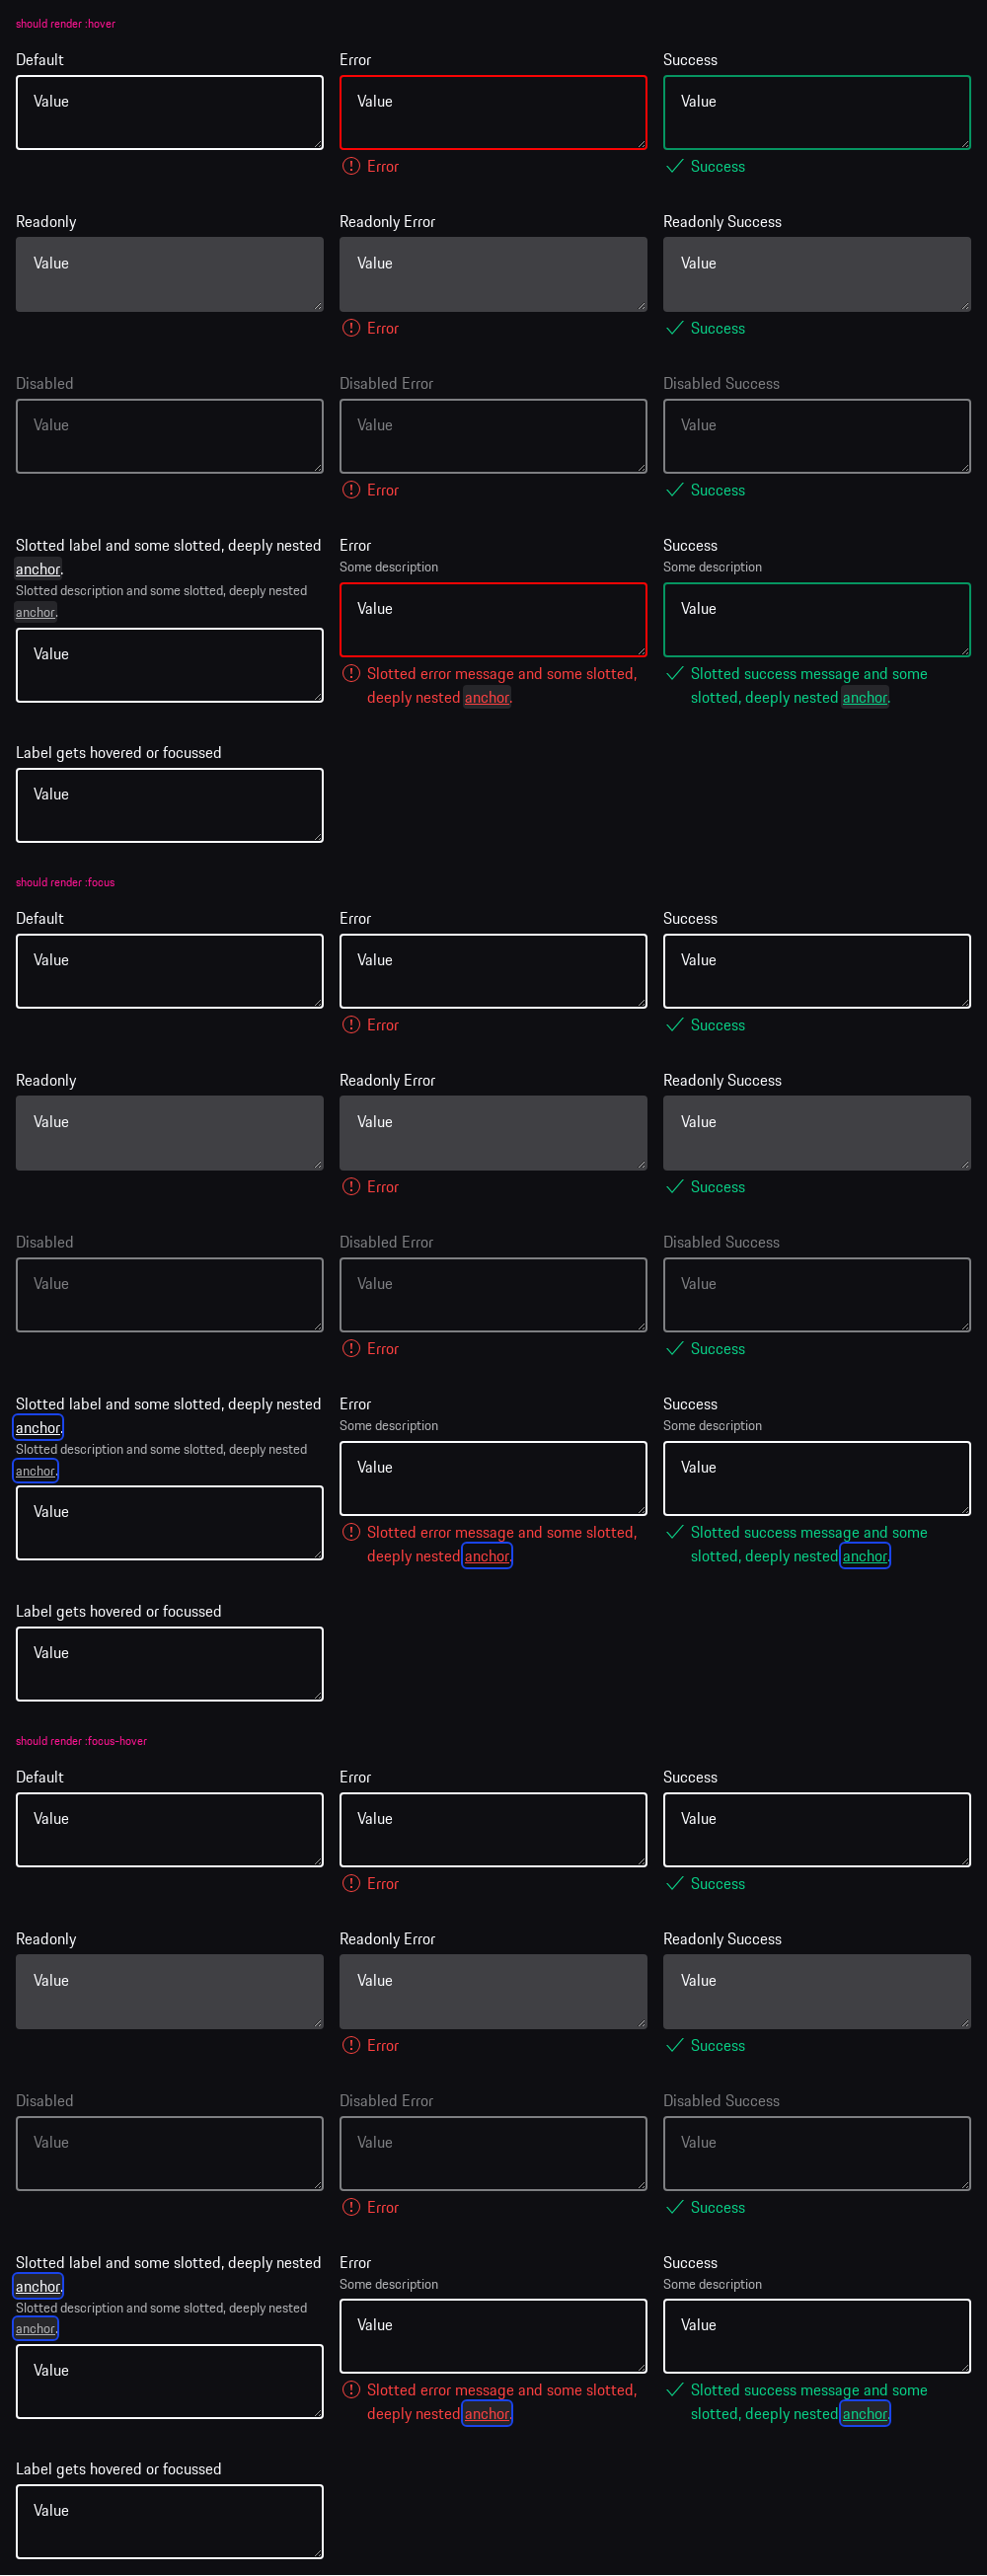 should render :hover
Default
Error
Success
Value
Value
Value
Error
Success
Readonly
Readonly Error
Readonly Success
Value
Value
Value
Error
Success
Disabled
Disabled Error
Disabled Success
Value
Value
Value
Error
Success
Slotted label and some slotted, deeply nested
anchor.
Slotted description and some slotted, deeply nested
anchor.
Value
Error
Some description
Value
Slotted error message and some slotted,
deeply nested anchor.
Success
Some description
Value
Slotted success message and some
slotted, deeply nested anchor.
Label gets hovered or focussed
Value
should render :focus
Default
Error
Success
Value
Value
Value
Error
Success
Readonly
Readonly Error
Readonly Success
Value
Value
Value
Error
Success
Disabled
Disabled Error
Disabled Success
Value
Value
Value
Error
Success
Slotted label and some slotted, deeply nested
anchor.
Slotted description and some slotted, deeply nested
anchor.
Value
Error
Some description
Value
Slotted error message and some slotted,
deeply nested anchor.
Success
Some description
Value
Slotted success message and some
slotted, deeply nested anchor.
Label gets hovered or focussed
Value
should render :focus-hover
Default
Error
Success
Value
Value
Value
Error
Success
Readonly
Readonly Error
Readonly Success
Value
Value
Value
Error
Success
Disabled
Disabled Error
Disabled Success
Value
Value
Value
Error
Success
Slotted label and some slotted, deeply nested
anchor.
Slotted description and some slotted, deeply nested
anchor.
Value
Error
Some description
Value
Slotted error message and some slotted,
deeply nested anchor.
Success
Some description
Value
Slotted success message and some
slotted, deeply nested anchor.
Label gets hovered or focussed
Value